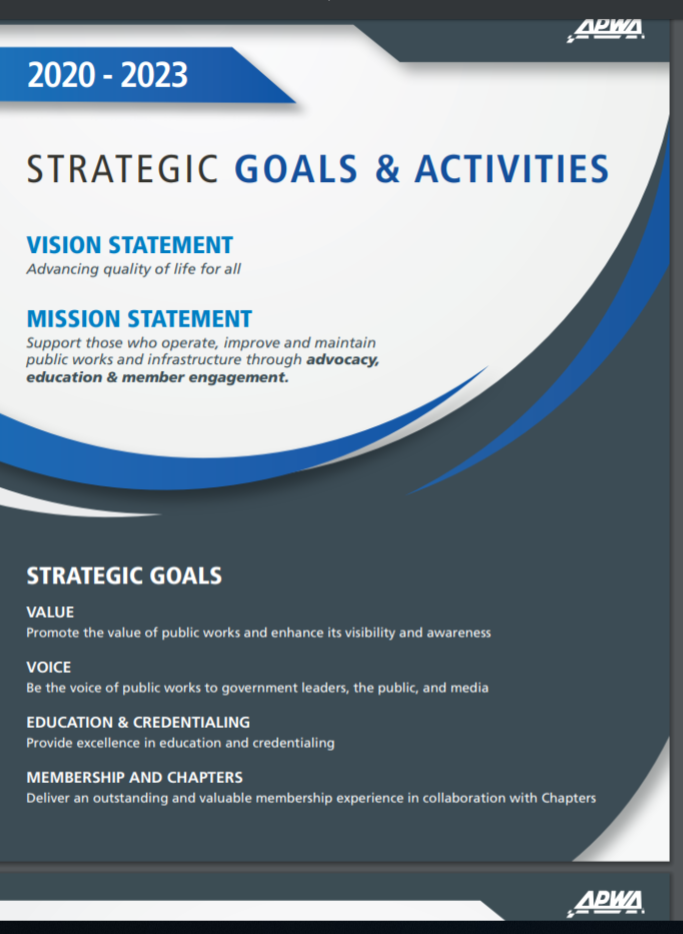 APWA
2020 - 2023
STRATEGIC GOALS & ACTIVITIES
VISION STATEMENT
Advancing quality of life for all
MISSION STATEMENT
Support those who operate, improve and maintain
public works and infrastructure through advocacy,
education & member engagement.
STRATEGIC GOALS
VALUE
Promote the value of public works and enhance its visibility and awareness
VOICE
Be the voice of public works to government leaders, the public, and media
EDUCATION & CREDENTIALING
Provide excellence in education and credentialing
MEMBERSHIP AND CHAPTERS
Deliver an outstanding and valuable membership experience in collaboration with Chapters
APWA